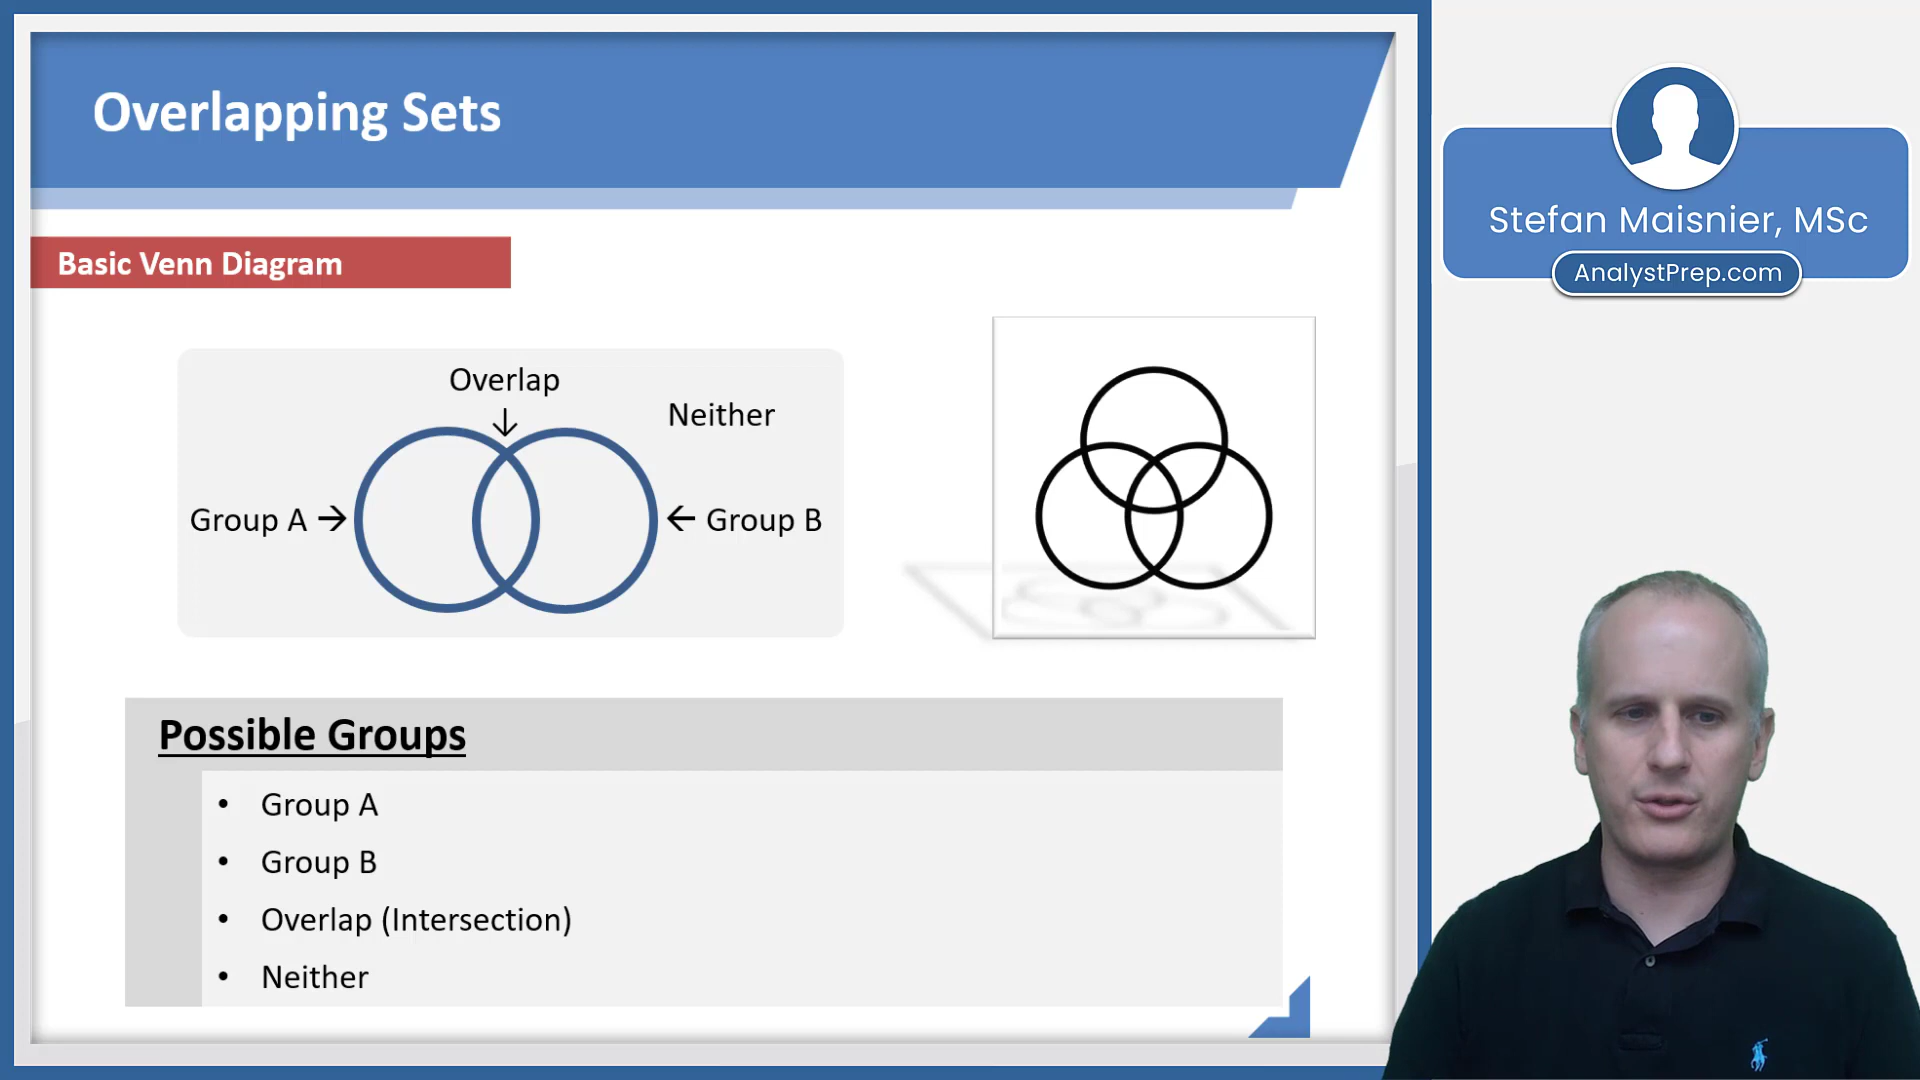 Overlapping Sets
Basic Venn Diagram
Overlap
Neither
Group A →
← Group B
Possible Groups
• Group A
• Group B
• Overlap (Intersection)
• Neither
Stefan Maisnier, MSc
AnalystPrep.com